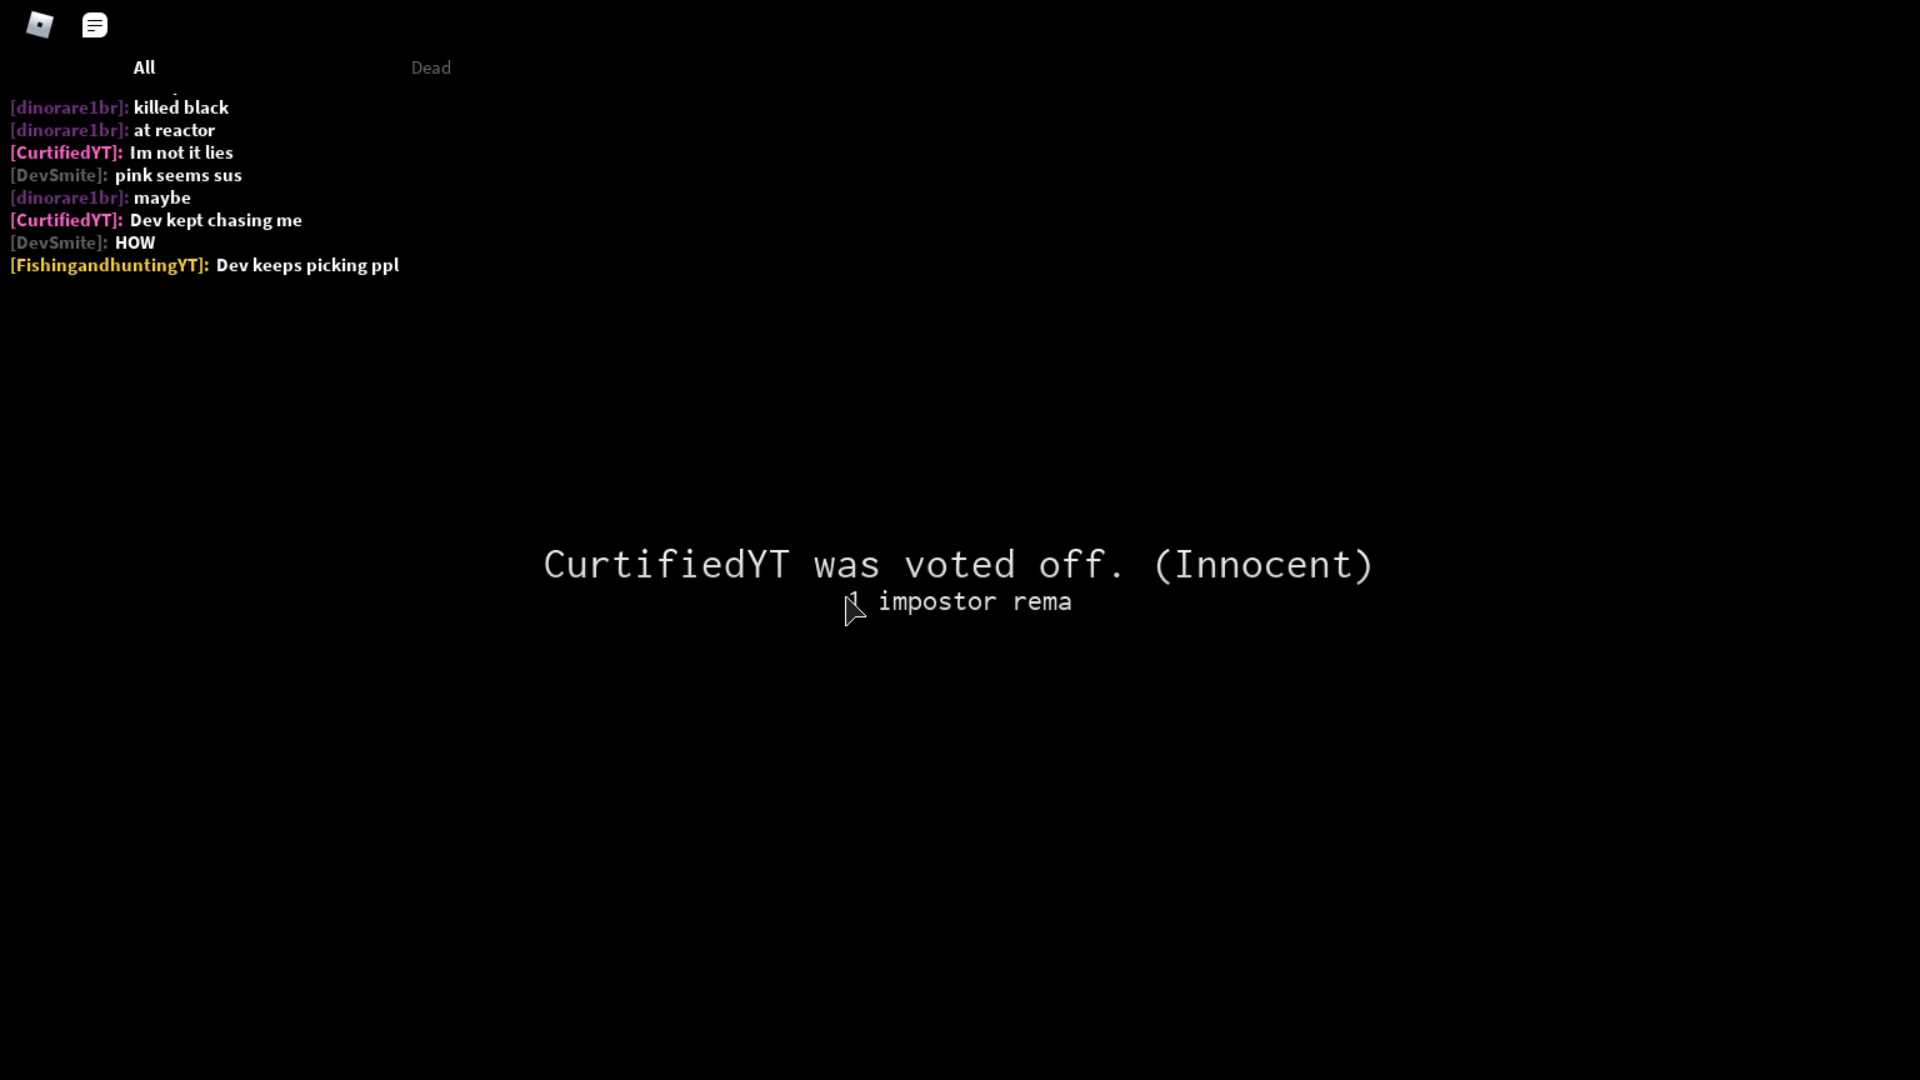 All
Dead
[dinorare1br]: killed black
[dinorare1br]: at reactor
[CurtifiedYT]: Im not it lies
[DevSmite]: pink seems sus
[dinorare1br]: maybe
[CurtifiedYT]: Dev kept chasing me
[DevSmite]: HOW
[FishingandhuntingYT]: Dev keeps picking ppl
CurtifiedYT was voted off. (Innocent)
1 impostor rema